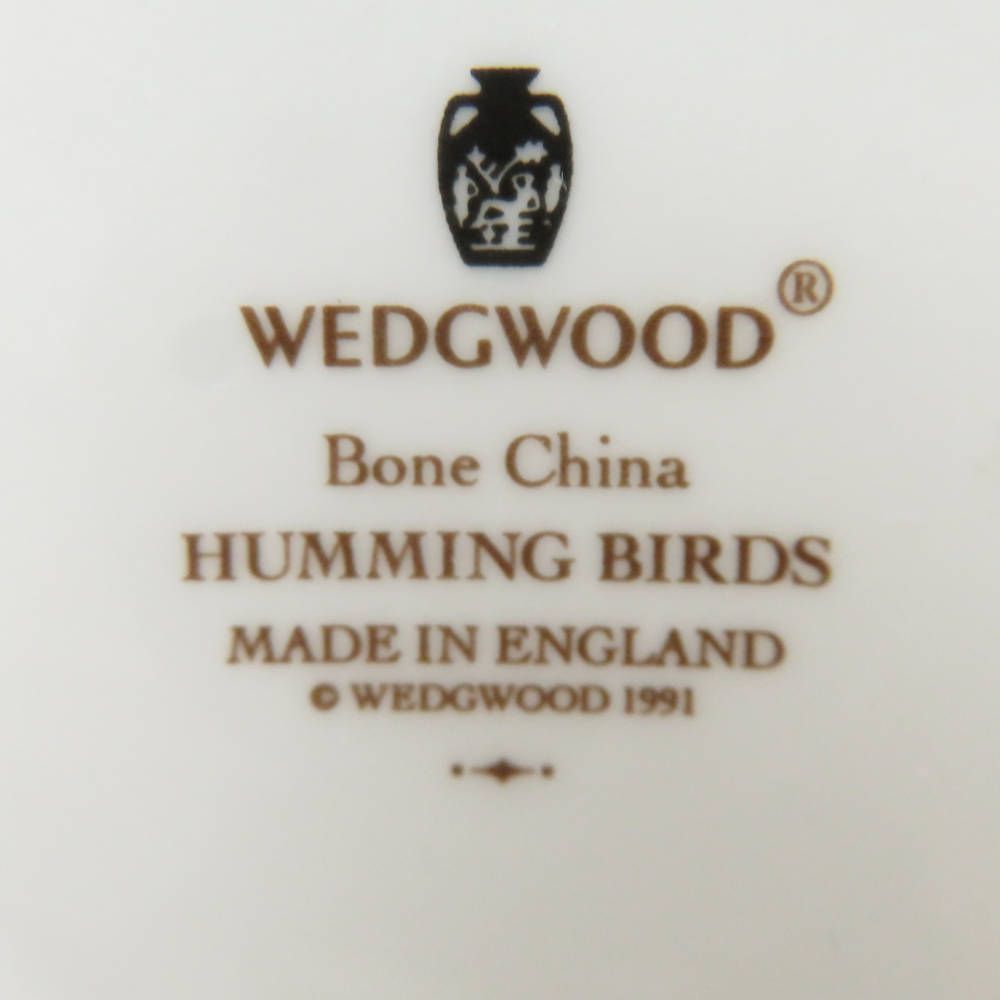 WEDGWOOD®
Bone China
HUMMING BIRDS
MADE IN ENGLAND
© WEDGWOOD 1991